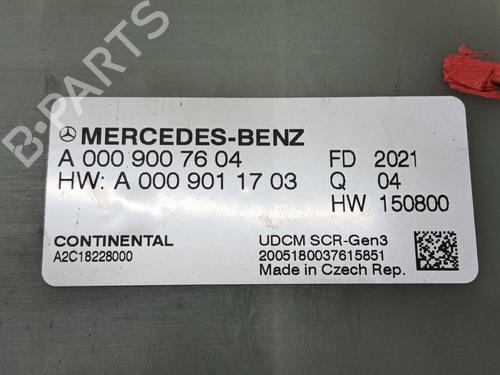 B-PARTS
MERCEDES-BENZ
A 000 900 76 04 FD 2021
HW: A 000 901 17 03 Q 04
HW 150800
CONTINENTAL UDCM SCR-Gen3
A2C18228000 2005180037615851
Made in Czech Rep.